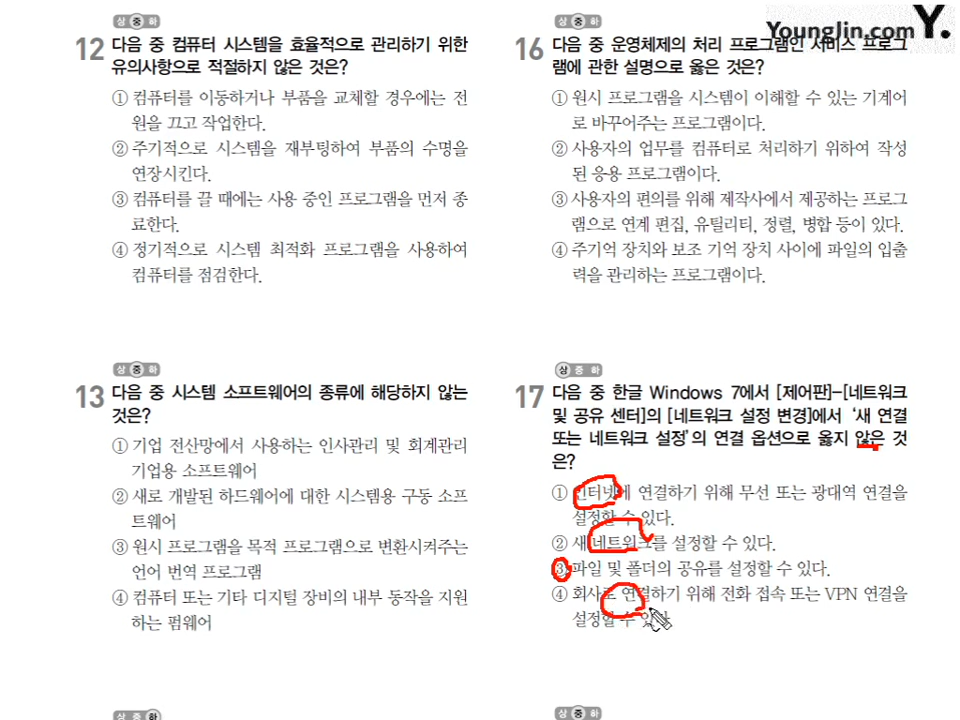 YoungJin.com Y.
상 중 하
12 다음 중 컴퓨터 시스템을 효율적으로 관리하기 위한
유의사항으로 적절하지 않은 것은?
① 컴퓨터를 이동하거나 부품을 교체할 경우에는 전
원을 끄고 작업한다.
② 주기적으로 시스템을 재부팅하여 부품의 수명을
연장시킨다.
③ 컴퓨터를 끌 때에는 사용 중인 프로그램을 먼저 종
료한다.
④ 정기적으로 시스템 최적화 프로그램을 사용하여
컴퓨터를 점검한다.
상 중 하
13 다음 중 시스템 소프트웨어의 종류에 해당하지 않는
것은?
① 기업 전산망에서 사용하는 인사관리 및 회계관리
기업용 소프트웨어
② 새로 개발된 하드웨어에 대한 시스템용 구동 소프
트웨어
③ 원시 프로그램을 목적 프로그램으로 변환시켜주는
언어 번역 프로그램
④ 컴퓨터 또는 기타 디지털 장비의 내부 동작을 지원
하는 펌웨어
상 중 하
상 중 하
16 다음 중 운영체제의 처리 프로그램인 서비스 프로그
램에 관한 설명으로 옳은 것은?
① 원시 프로그램을 시스템이 이해할 수 있는 기계어
로 바꾸어주는 프로그램이다.
② 사용자의 업무를 컴퓨터로 처리하기 위하여 작성
된 응용 프로그램이다.
③ 사용자의 편의를 위해 제작사에서 제공하는 프로그
램으로 연계 편집, 유틸리티, 정렬, 병합 등이 있다.
④ 주기억 장치와 보조 기억 장치 사이에 파일의 입출
력을 관리하는 프로그램이다.
상 중 하
17 다음 중 한글 Windows 7에서 [제어판]-[네트워크
및 공유 센터]의 [네트워크 설정 변경]에서 '새 연결
또는 네트워크 설정'의 연결 옵션으로 옳지 않은 것
은?
① 인터넷에 연결하기 위해 무선 또는 광대역 연결을
설정할 수 있다.
② 새 네트워크를 설정할 수 있다.
③ 파일 및 폴더의 공유를 설정할 수 있다.
④ 회사로 연결하기 위해 전화 접속 또는 VPN 연결을
설정할 수 있다.
상 중 하